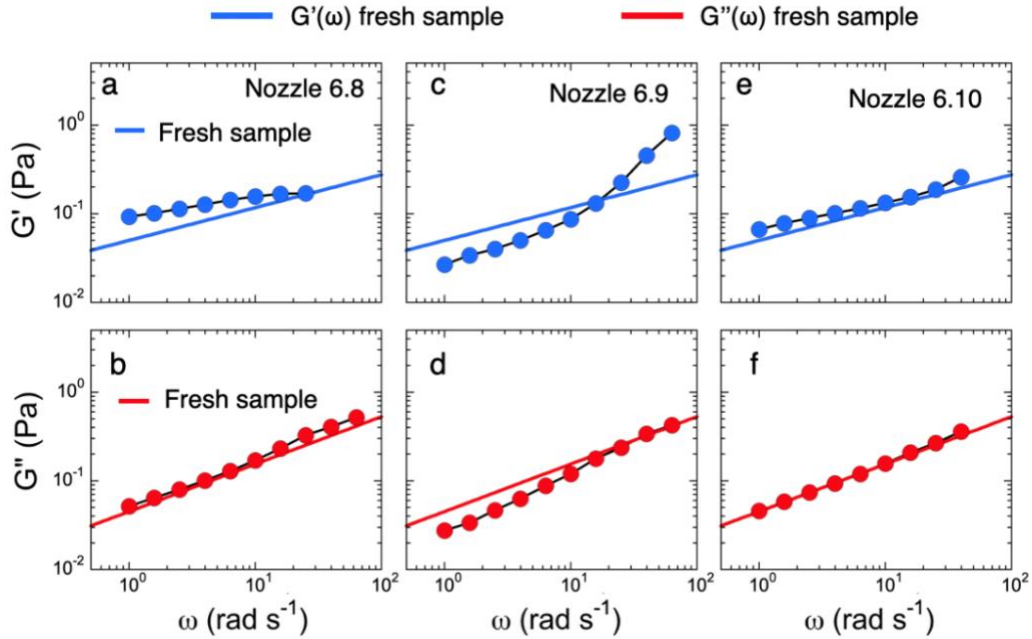 G'(ω) fresh sample G''(ω) fresh sample
a Nozzle 6.8 c Nozzle 6.9 e Nozzle 6.10
Fresh sample
G' (Pa)
10⁰
10⁻¹
10⁻²
b d f
Fresh sample
G'' (Pa)
10⁰
10⁻¹
10⁻²
10⁰ 10¹ 10² 10⁰ 10¹ 10² 10⁰ 10¹ 10²
ω (rad s⁻¹) ω (rad s⁻¹) ω (rad s⁻¹)